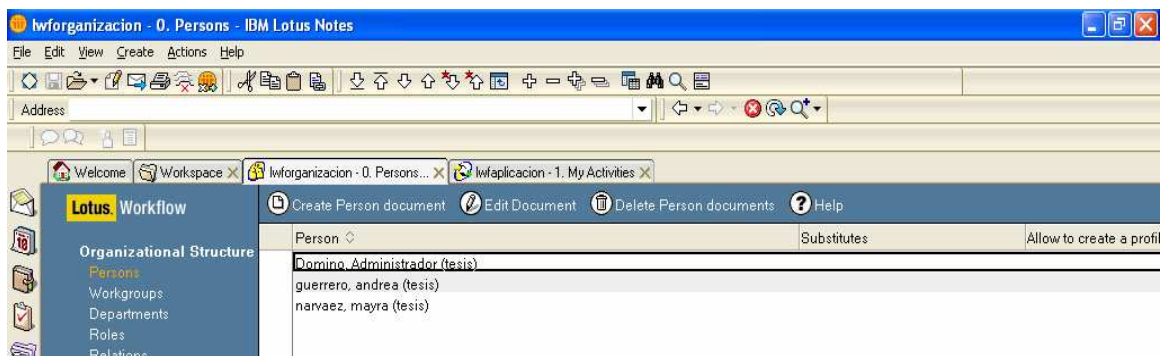 lwforganizacion - 0. Persons - IBM Lotus Notes
File Edit View Create Actions Help
Address
Welcome Workspace lwforganizacion - 0. Persons... lwfaplicacion - 1. My Activities
Lotus. Workflow
Create Person document Edit Document Delete Person documents ? Help
Person Substitutes Allow to create a profil
Organizational Structure
Domino, Administrador (tesis)
Persons
guerrero, andrea (tesis)
Workgroups
narvaez, mayra (tesis)
Departments
Roles
Relations